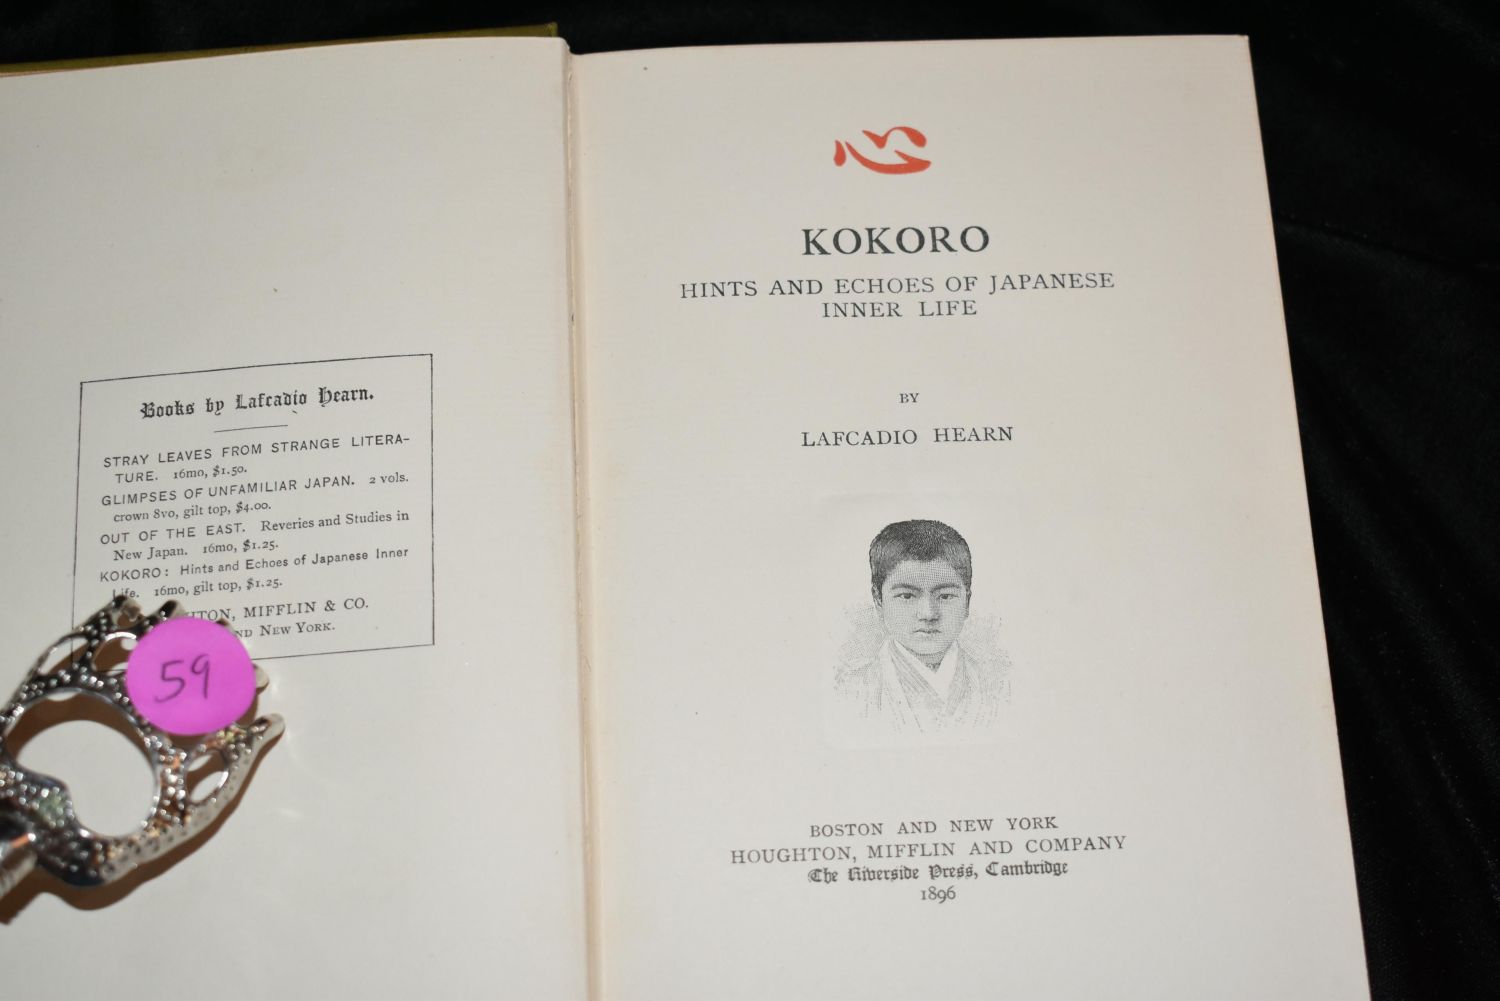 Books by Lafcadio Hearn.
STRAY LEAVES FROM STRANGE LITERA-
TURE. 16mo, $1.50.
GLIMPSES OF UNFAMILIAR JAPAN. 2 vols.
crown 8vo, gilt top, $4.00.
OUT OF THE EAST. Reveries and Studies in
New Japan. 16mo, $1.25.
KOKORO: Hints and Echoes of Japanese Inner
Life. 16mo, gilt top, $1.25.
MIFFLIN & CO.
NEW YORK.
59
心
KOKORO
HINTS AND ECHOES OF JAPANESE
INNER LIFE
BY
LAFCADIO HEARN
BOSTON AND NEW YORK
HOUGHTON, MIFFLIN AND COMPANY
The Riverside Press, Cambridge
1896